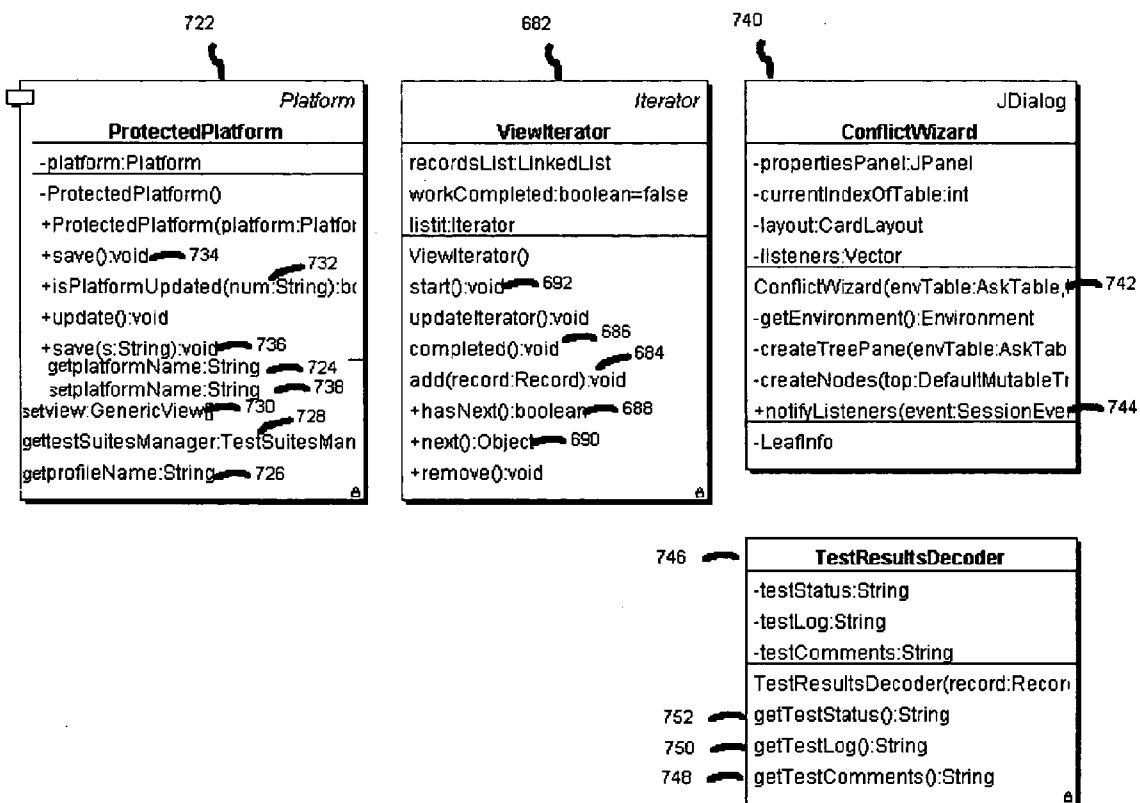 722
682
740
Platform
ProtectedPlatform
-platform:Platform
-ProtectedPlatform()
+ProtectedPlatform(platform:Platfor
+save():void 734
732
+isPlatformUpdated(num:String):bo
+update():void
+save(s:String):void 736
getplatformName:String 724
setplatformName:String 738
setview:GenericView[] 730
728
gettestSuitesManager:TestSuitesMan
getprofileName:String 726
Iterator
ViewIterator
recordsList:LinkedList
workCompleted:boolean=false
listit:Iterator
ViewIterator()
start():void 692
updateIterator():void
686
completed():void
684
add(record:Record):void
+hasNext():boolean 688
+next():Object 690
+remove():void
JDialog
ConflictWizard
-propertiesPanel:JPanel
-currentIndexOfTable:int
-layout:CardLayout
-listeners:Vector
ConflictWizard(envTable:AskTable, 742
-getEnvironment():Environment
-createTreePane(envTable:AskTab
-createNodes(top:DefaultMutableTr
+notifyListeners(event:SessionEver 744
-LeafInfo
746
TestResultsDecoder
-testStatus:String
-testLog:String
-testComments:String
TestResultsDecoder(record:Recor
752 getTestStatus():String
750 getTestLog():String
748 getTestComments():String